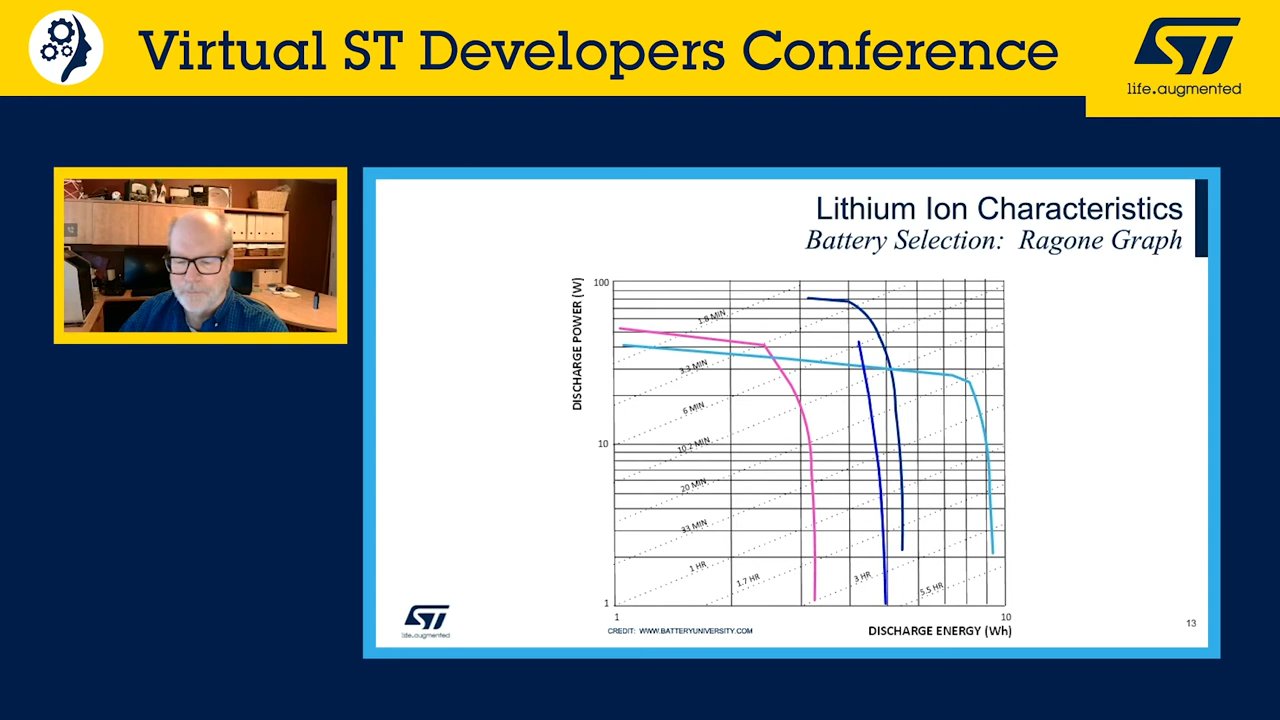 Virtual ST Developers Conference
ST
life.augmented
Lithium Ion Characteristics
Battery Selection: Ragone Graph
DISCHARGE POWER (W)
100
10
1
1.8 MIN
3.3 MIN
6 MIN
10.2 MIN
20 MIN
33 MIN
1 HR
1.7 HR
3 HR
5.5 HR
1
10
CREDIT: WWW.BATTERYUNIVERSITY.COM
DISCHARGE ENERGY (Wh)
ST
life.augmented
13